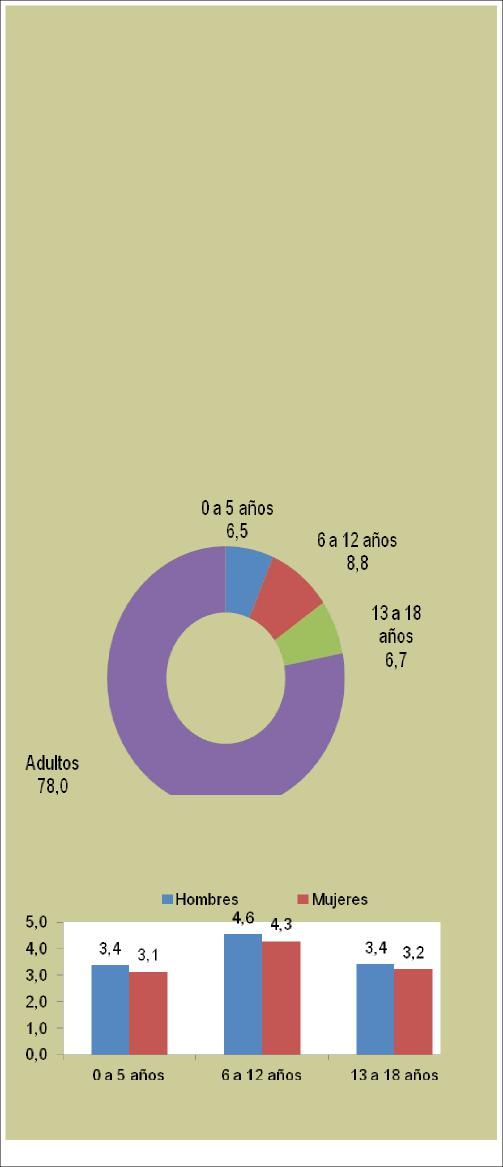 0 a 5 años
6,5
6 a 12 años
8,8
13 a 18
años
6,7
Adultos
78,0
Hombres Mujeres
5,0
4,0
3,0
2,0
1,0
0,0
3,4 3,1 4,6 4,3 3,4 3,2
0 a 5 años 6 a 12 años 13 a 18 años